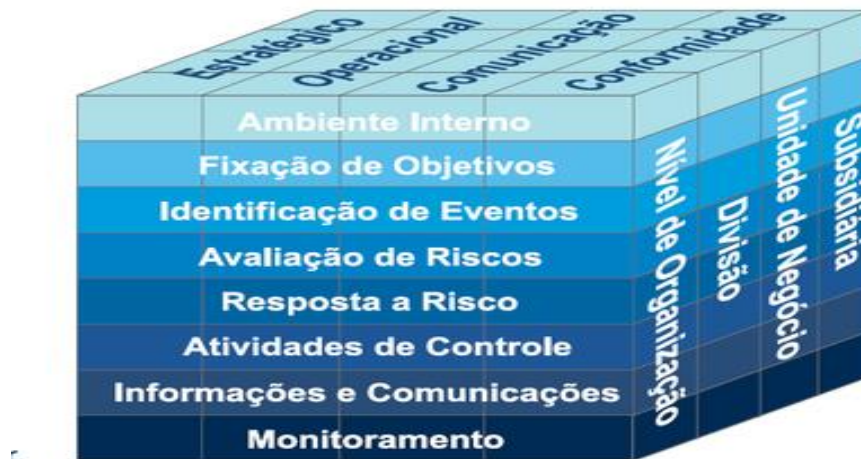 Estratégico
Operacional
Comunicação
Conformidade
Ambiente Interno
Fixação de Objetivos
Identificação de Eventos
Avaliação de Riscos
Resposta a Risco
Atividades de Controle
Informações e Comunicações
Monitoramento
Nível de Organização
Divisão
Unidade de Negócio
Subsidiária